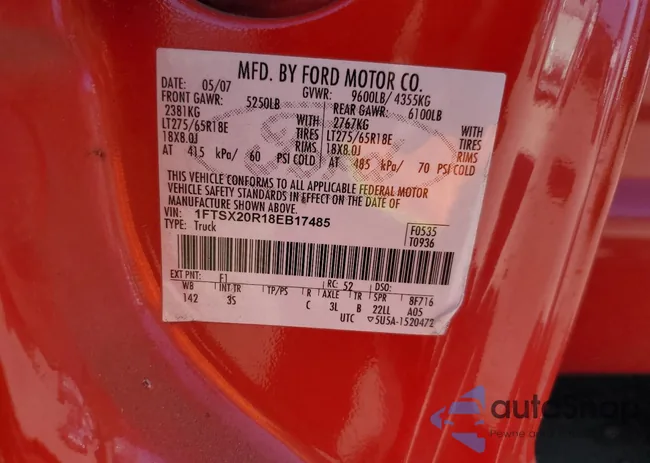 MFD. BY FORD MOTOR CO.
DATE: 05/07 GVWR: 9600LB/ 4355KG
FRONT GAWR: 5250LB REAR GAWR: 6100LB
2381KG WITH 2767KG WITH
LT275/65R18E TIRES LT275/65R18E TIRES
18X8.0J RIMS 18X8.0J RIMS
AT 415 kPa/ 60 PSI COLD AT 485 kPa/ 70 PSI COLD
THIS VEHICLE CONFORMS TO ALL APPLICABLE FEDERAL MOTOR
VEHICLE SAFETY STANDARDS IN EFFECT ON THE DATE OF
MANUFACTURE SHOWN ABOVE.
VIN: 1FTSX20R18EB17485 F0535
TYPE: Truck T0936
EXT PNT: F1 RC: 52 DSO:
WB INT TR TP/PS R AXLE TR SPR 8F716
142 3S C 3L B 22LL A05
UTC ▽5U5A-1520472
autoShop